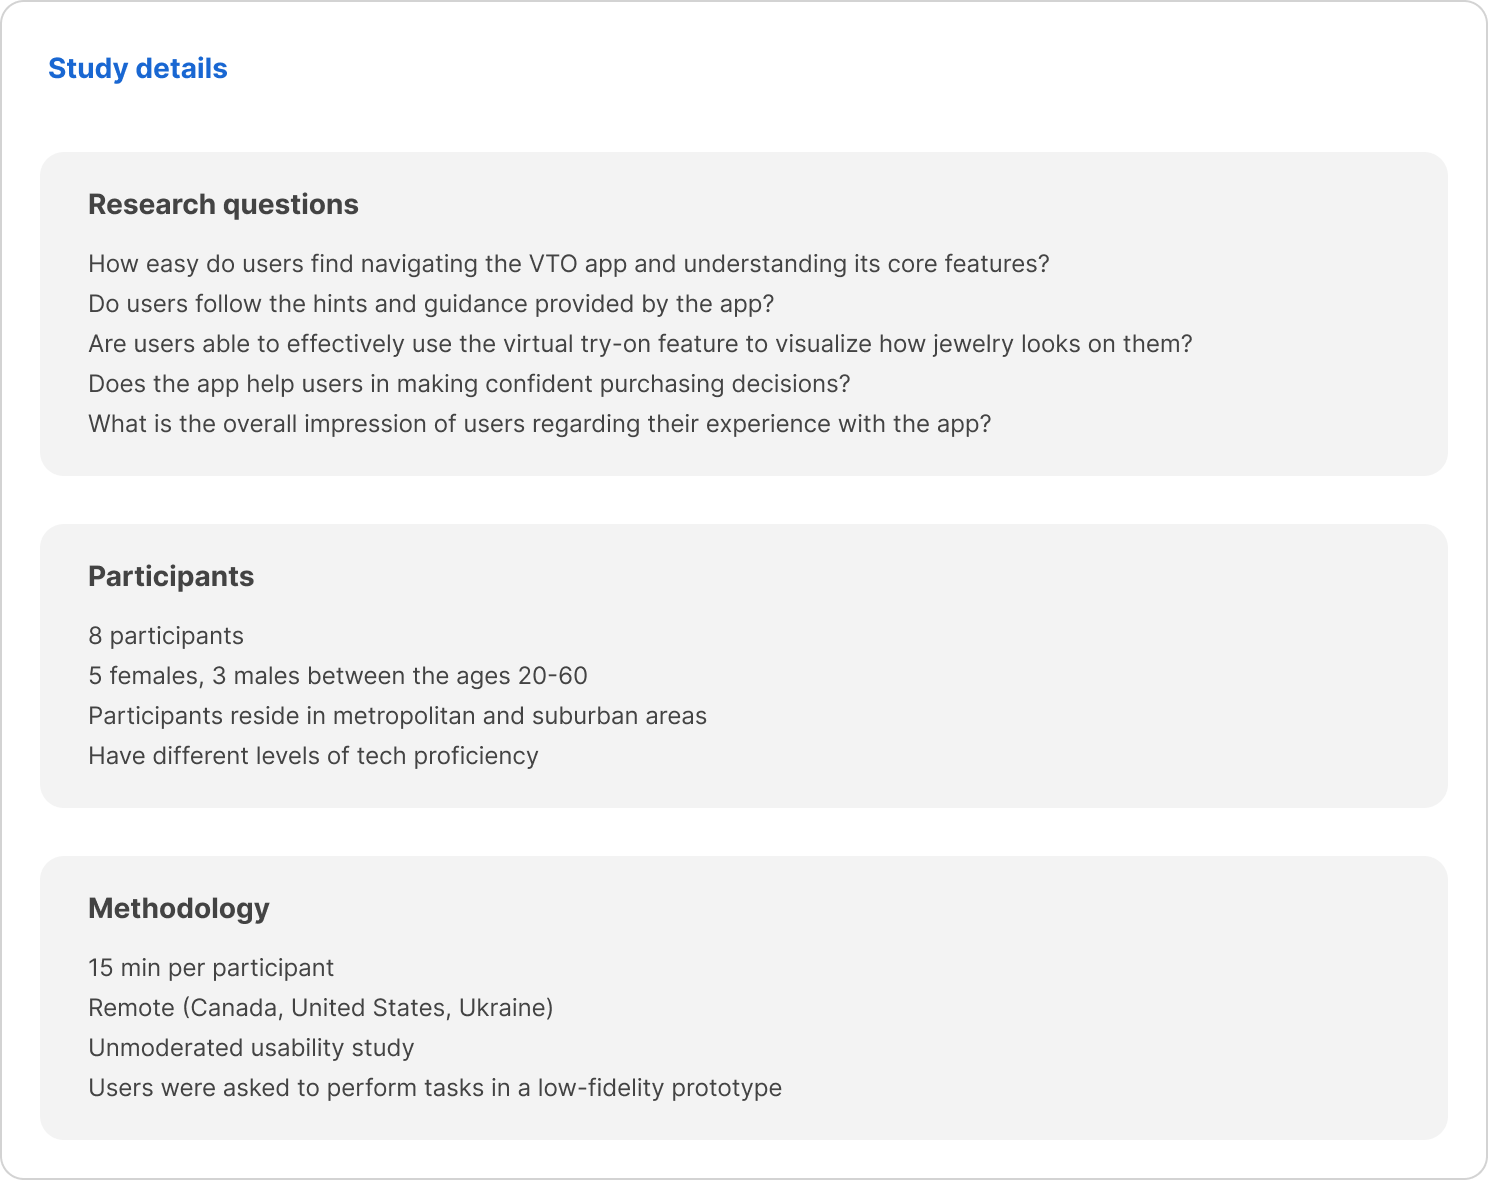 Study details
Research questions
How easy do users find navigating the VTO app and understanding its core features?
Do users follow the hints and guidance provided by the app?
Are users able to effectively use the virtual try-on feature to visualize how jewelry looks on them?
Does the app help users in making confident purchasing decisions?
What is the overall impression of users regarding their experience with the app?
Participants
8 participants
5 females, 3 males between the ages 20-60
Participants reside in metropolitan and suburban areas
Have different levels of tech proficiency
Methodology
15 min per participant
Remote (Canada, United States, Ukraine)
Unmoderated usability study
Users were asked to perform tasks in a low-fidelity prototype